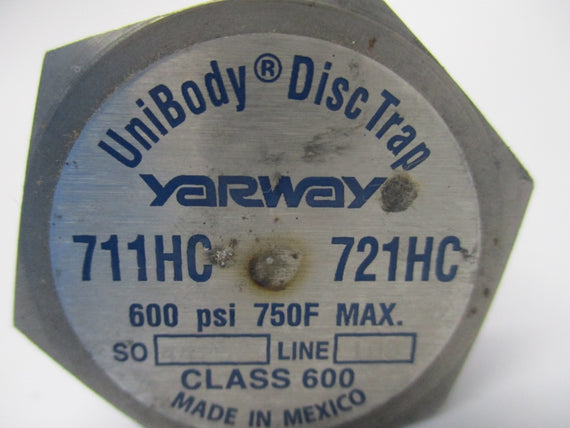 UniBody® Disc Trap
YARWAY
711HC 721HC
600 psi 750F MAX.
SO LINE
CLASS 600
MADE IN MEXICO